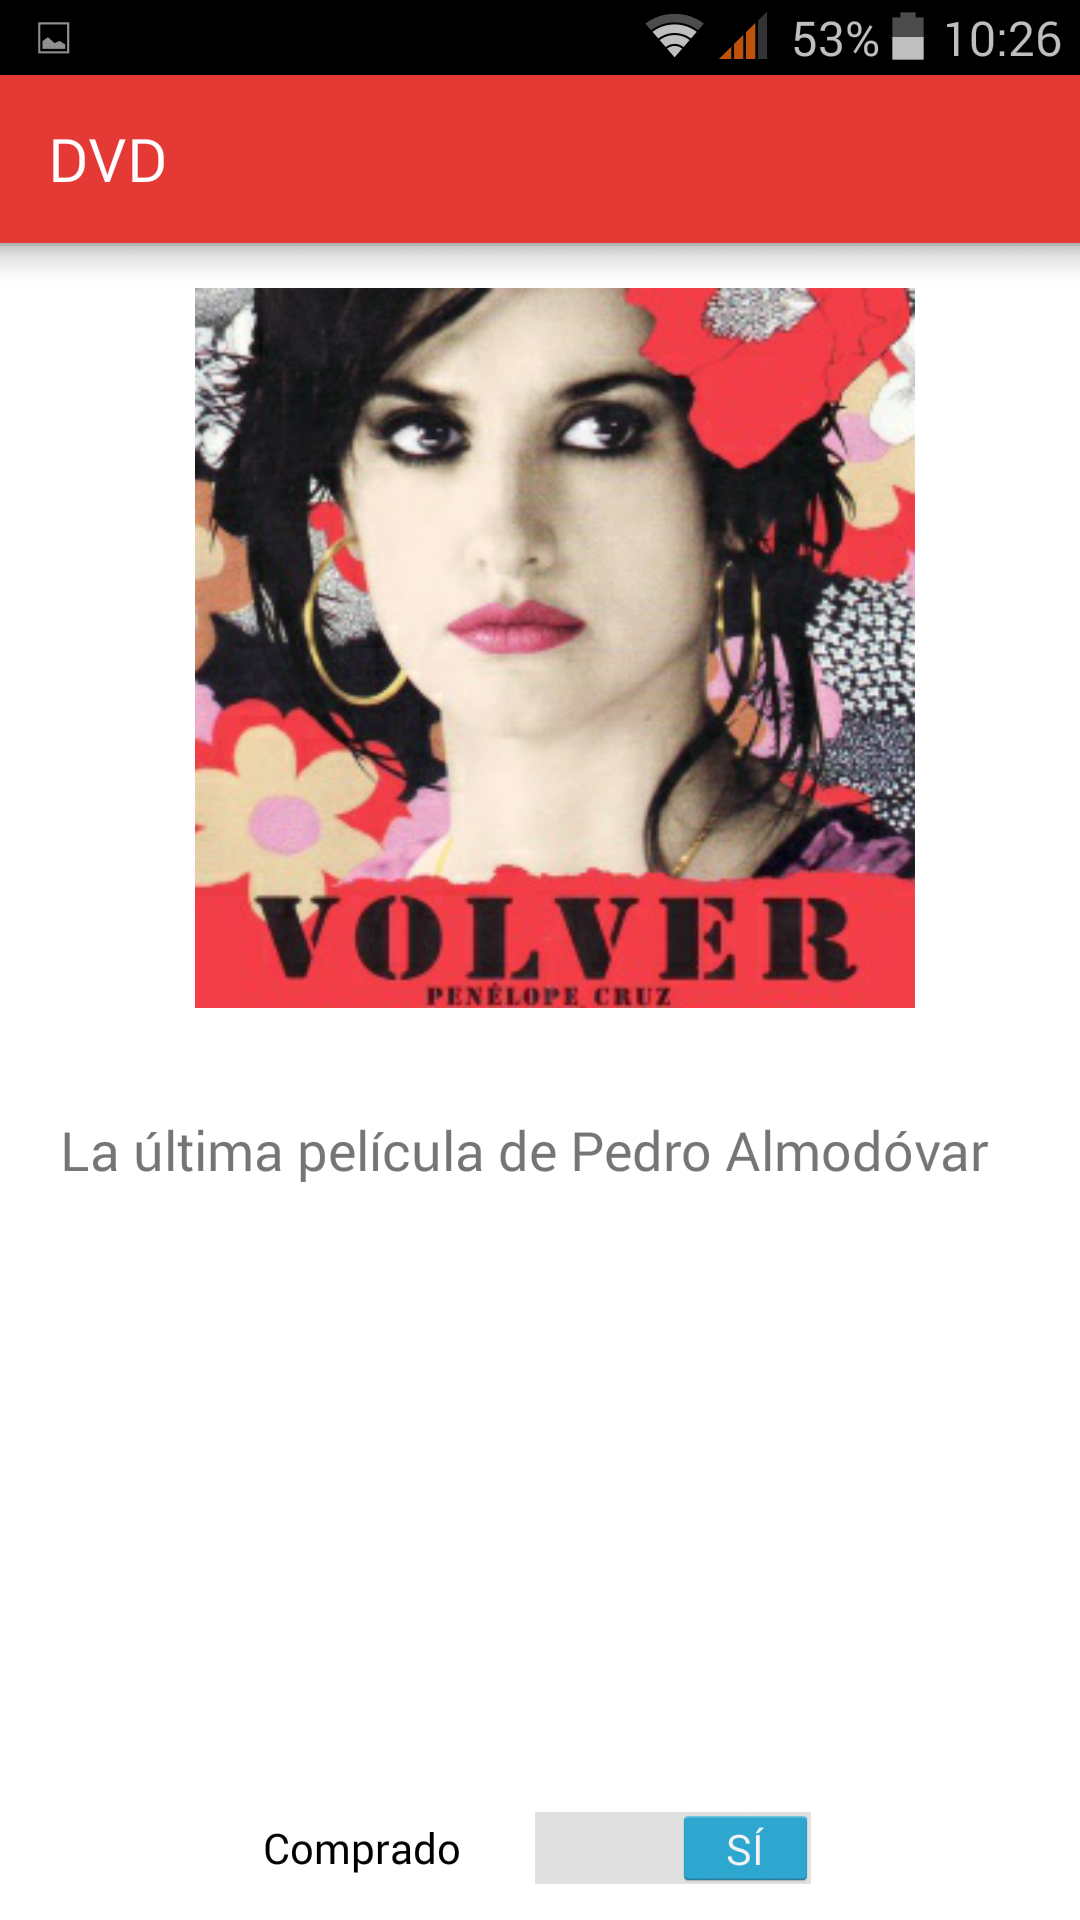 53% 10:26
DVD
VOLVER
PENÉLOPE CRUZ
La última película de Pedro Almodóvar
Comprado SÍ